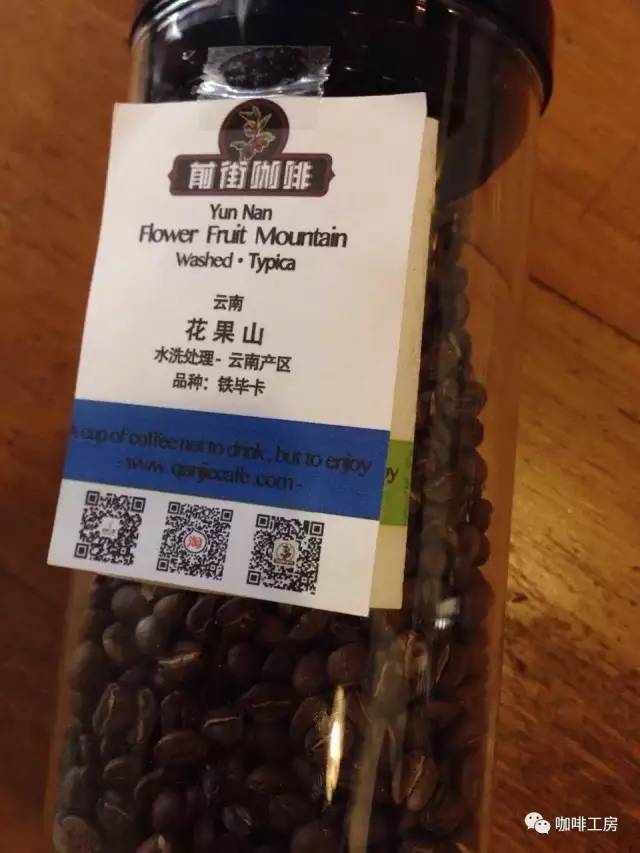 前街咖啡
Yun Nan
Flower Fruit Mountain
Washed · Typica
云南
花果山
水洗处理- 云南产区
品种：铁毕卡
A cup of coffee not to drink , but to enjoy
- www. qianjiecafe.com -
淘
咖啡工房